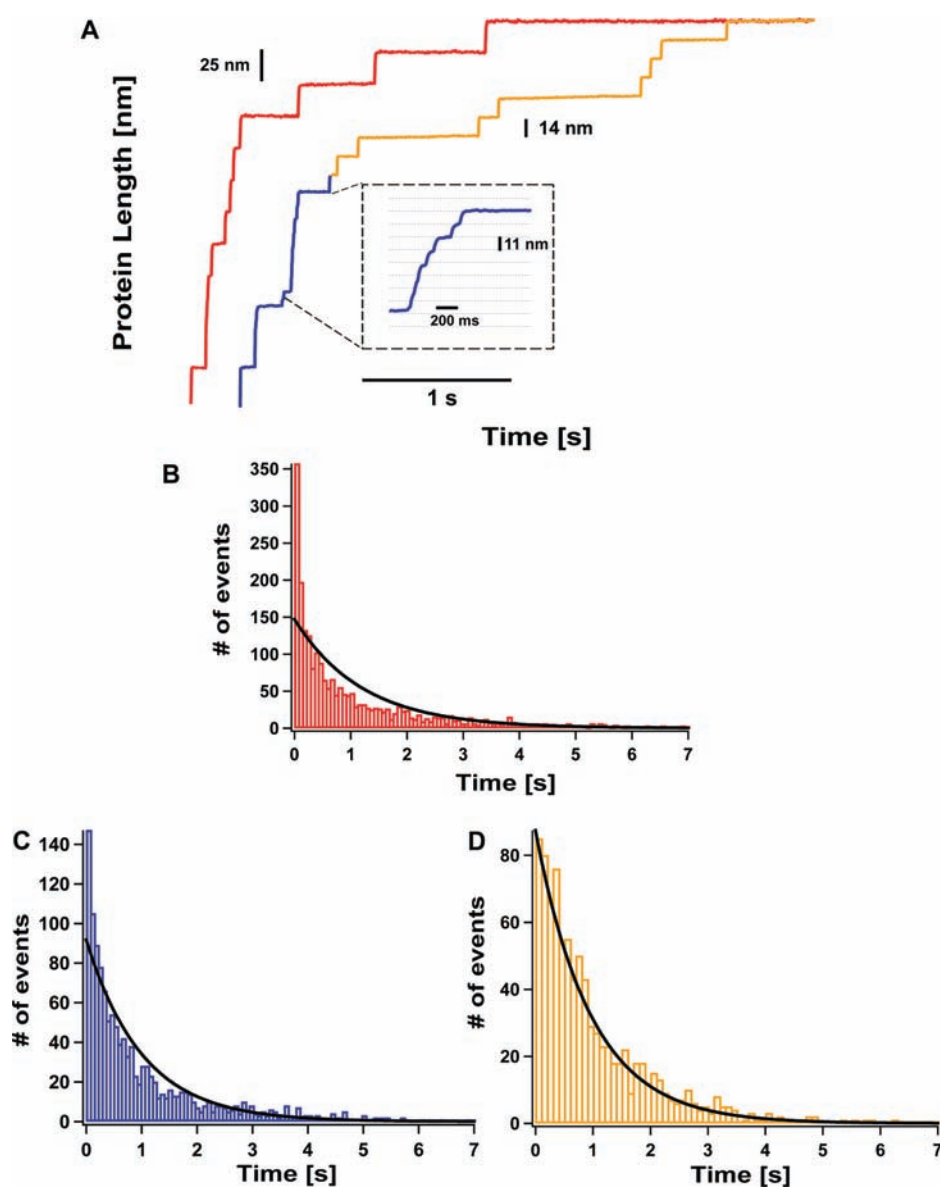 A
Protein Length [nm]
25 nm
14 nm
11 nm
200 ms
1 s
Time [s]
B
# of events
350
300
250
200
150
100
50
0
0 1 2 3 4 5 6 7
Time [s]
C
# of events
140
120
100
80
60
40
20
0
0 1 2 3 4 5 6 7
Time [s]
D
# of events
80
60
40
20
0
0 1 2 3 4 5 6 7
Time [s]